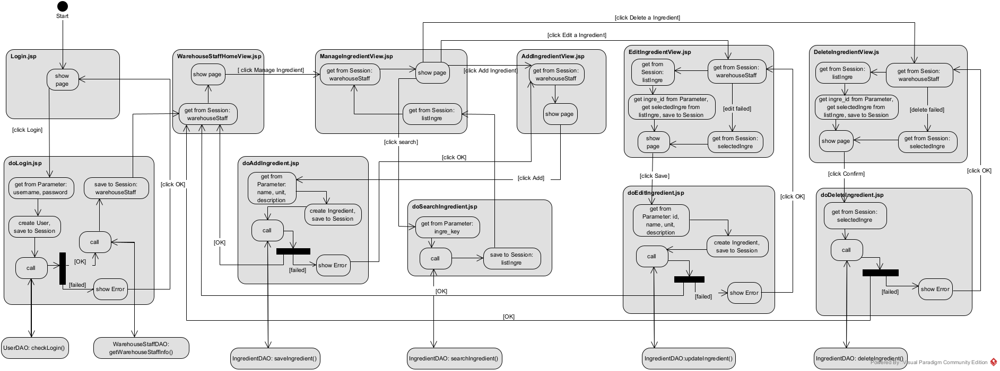 Start
[click Delete a Ingredient]
[click Edit a Ingredient]
Login.jsp
show
page
[click Login]
WarehouseStaffHomeView.jsp
show page
[ click Manage Ingredient]
get from Session:
warehouseStaff
ManageIngredientView.jsp
get from Session:
warehouseStaff
show page
get from Session:
listIngre
[click Add Ingredient]
[click search]
AddIngredientView.jsp
get from Session:
warehouseStaff
show page
EditIngredientView.jsp
get from
Session:
listIngre
get from Session:
warehouseStaff
get ingre_id from Parameter,
get selectedIngre from
listIngre, save to Session
[edit failed]
show
page
get from Session:
selectedIngre
DeleteIngredientView.js
get from Sesion:
listIngre
get from Session:
warehouseStaff
get ingre_id from Parameter,
get selectedIngre from
listIngre, save to Session
[delete failed]
show page
get from Session:
selectedIngre
doLogin.jsp
get from Parameter:
username, password
save to Session:
warehouseStaff
create User,
save to Session
call
call
[OK]
[failed]
show Error
[click OK]
doAddIngredient.jsp
get from
Parameter:
name, unit,
description
create Ingredient,
save to Session
call
[OK]
[failed]
show Error
[click OK]
[click Add]
doSearchIngredient.jsp
get from Parameter:
ingre_key
call
save to Session:
listIngre
[click Save]
doEditIngredient.jsp
get from
Parameter: id,
name, unit,
description
create Ingredient,
save to Session
call
[failed]
show Error
[click OK]
[OK]
[click Confirm]
doDeleteIngredient.jsp
get from Session:
selectedIngre
call
[failed]
show Error
[click OK]
[OK]
UserDAO: checkLogin()
WarehouseStaffDAO:
getWarehouseStaffInfo()
IngredientDAO: saveIngredient()
IngredientDAO: searchIngredient()
IngredientDAO:updateIngredient()
IngredientDAO: deleteIngredient()
Powered By: Visual Paradigm Community Edition